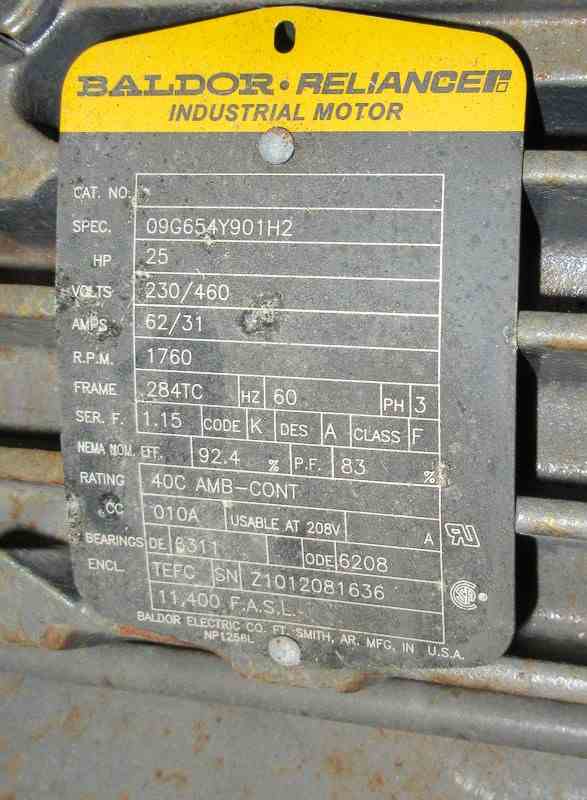 BALDOR · RELIANCER
INDUSTRIAL MOTOR
CAT. NO.
SPEC. 09G654Y901H2
HP 25
VOLTS 230/460
AMPS 62/31
R.P.M. 1760
FRAME 284TC HZ 60 PH 3
SER. F. 1.15 CODE K DES A CLASS F
NEMA NOM. EFF. 92.4 % P.F. 83 %
RATING 40C AMB-CONT
CC 010A USABLE AT 208V A
BEARINGS DE 6311 ODE 6208
ENCL. TEFC SN Z1012081636
11,400 F.A.S.L.
BALDOR ELECTRIC CO. FT. SMITH, AR. MFG. IN U.S.A.
NP1256L